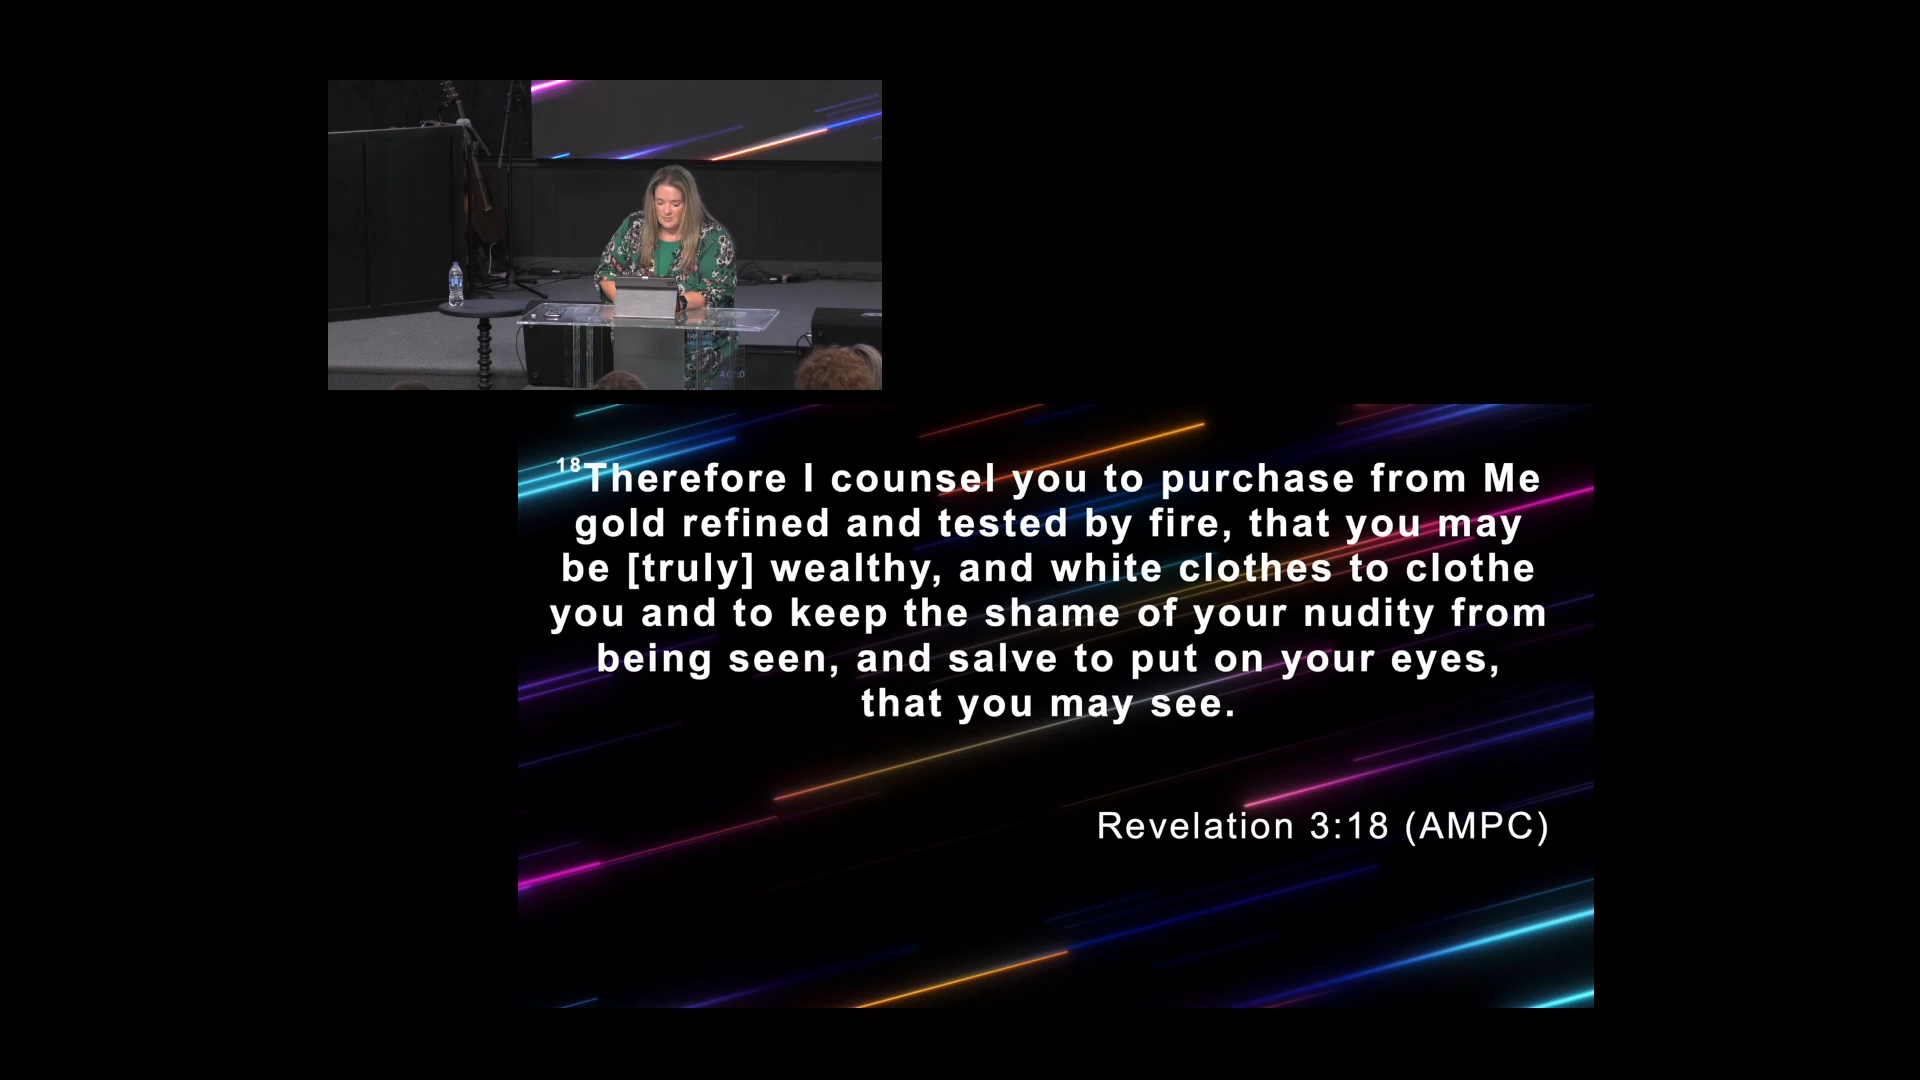 18Therefore I counsel you to purchase from Me
gold refined and tested by fire, that you may
be [truly] wealthy, and white clothes to clothe
you and to keep the shame of your nudity from
being seen, and salve to put on your eyes,
that you may see.
Revelation 3:18 (AMPC)